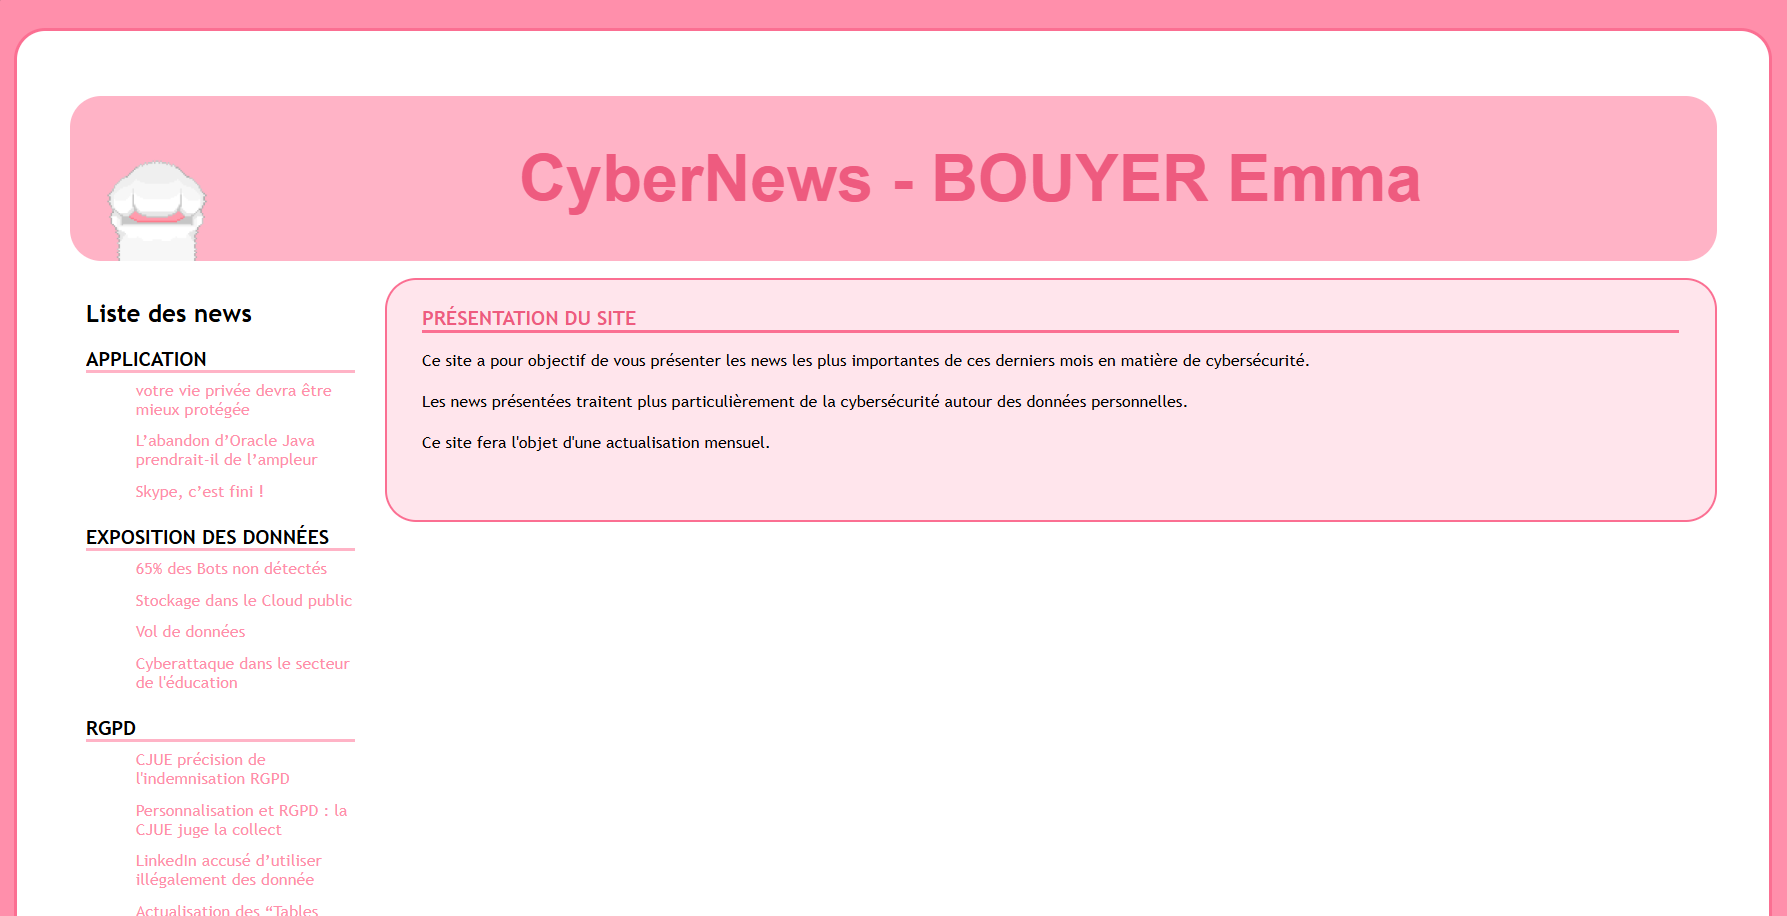 CyberNews - BOUYER Emma
Liste des news
APPLICATION
votre vie privée devra être
mieux protégée
L’abandon d’Oracle Java
prendrait-il de l’ampleur
Skype, c’est fini !
EXPOSITION DES DONNÉES
65% des Bots non détectés
Stockage dans le Cloud public
Vol de données
Cyberattaque dans le secteur
de l'éducation
RGPD
CJUE précision de
l'indemnisation RGPD
Personnalisation et RGPD : la
CJUE juge la collect
LinkedIn accusé d’utiliser
illégalement des donnée
Actualisation des “Tables
PRÉSENTATION DU SITE
Ce site a pour objectif de vous présenter les news les plus importantes de ces derniers mois en matière de cybersécurité.
Les news présentées traitent plus particulièrement de la cybersécurité autour des données personnelles.
Ce site fera l'objet d'une actualisation mensuel.